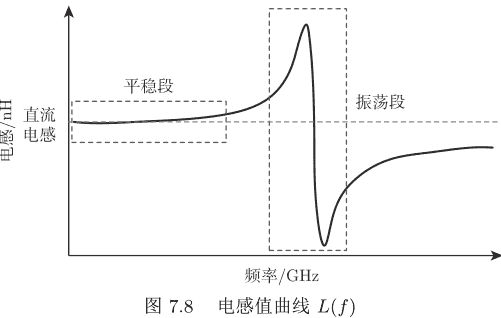 平稳段
振荡段
直流
电感
电感/nH
频率/GHz
图 7.8 电感值曲线 L(f)